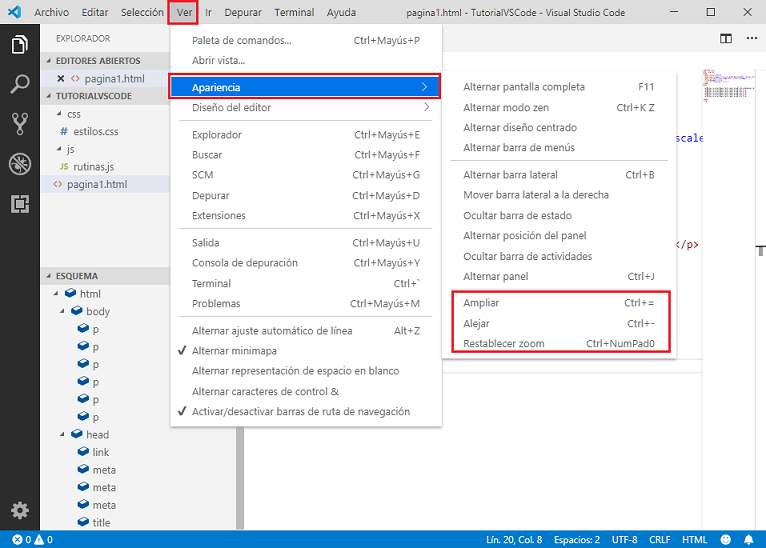 Archivo Editar Selección Ver Ir Depurar Terminal Ayuda pagina1.html - TutorialVSCode - Visual Studio Code
EXPLORADOR
EDITORES ABIERTOS
pagina1.html
TUTORIALVSCODE
css
estilos.css
js
JS rutinas.js
pagina1.html
ESQUEMA
html
body
p
p
p
p
p
p
head
link
meta
meta
meta
title
Paleta de comandos... Ctrl+Mayús+P
Abrir vista...
Apariencia
Diseño del editor
Explorador Ctrl+Mayús+E
Buscar Ctrl+Mayús+F
SCM Ctrl+Mayús+G
Depurar Ctrl+Mayús+D
Extensiones Ctrl+Mayús+X
Salida Ctrl+Mayús+U
Consola de depuración Ctrl+Mayús+Y
Terminal Ctrl+`
Problemas Ctrl+Mayús+M
Alternar ajuste automático de línea Alt+Z
Alternar minimapa
Alternar representación de espacio en blanco
Alternar caracteres de control &
Activar/desactivar barras de ruta de navegación
Alternar pantalla completa F11
Alternar modo zen Ctrl+K Z
Alternar diseño centrado
Alternar barra de menús
Alternar barra lateral Ctrl+B
Mover barra lateral a la derecha
Ocultar barra de estado
Alternar posición del panel
Ocultar barra de actividades
Alternar panel Ctrl+J
Ampliar Ctrl+=
Alejar Ctrl+-
Restablecer zoom Ctrl+NumPad0
scale
</p>
0 0 Lín. 20, Col. 8 Espacios: 2 UTF-8 CRLF HTML